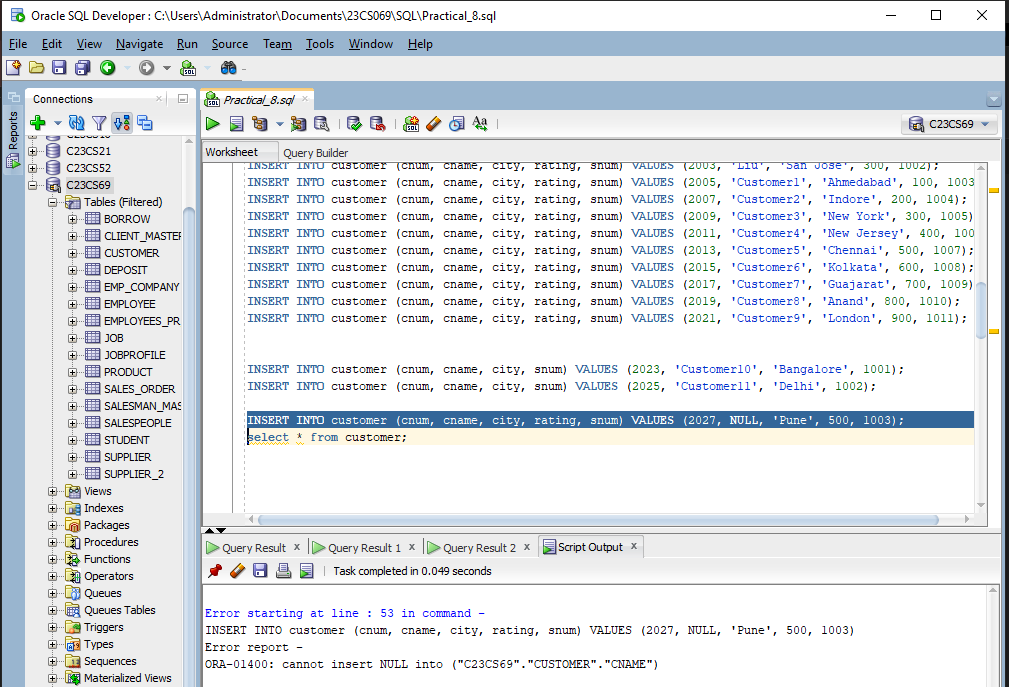 Oracle SQL Developer : C:\Users\Administrator\Documents\23CS069\SQL\Practical_8.sql
File Edit View Navigate Run Source Team Tools Window Help
Reports
Connections
C23CS21
C23CS52
C23CS69
Tables (Filtered)
BORROW
CLIENT_MASTER
CUSTOMER
DEPOSIT
EMP_COMPANY
EMPLOYEE
EMPLOYEES_PR
JOB
JOBPROFILE
PRODUCT
SALES_ORDER
SALESMAN_MAS
SALESPEOPLE
STUDENT
SUPPLIER
SUPPLIER_2
Views
Indexes
Packages
Procedures
Functions
Operators
Queues
Queues Tables
Triggers
Types
Sequences
Materialized Views
Practical_8.sql
C23CS69
Worksheet Query Builder
INSERT INTO customer (cnum, cname, city, rating, snum) VALUES (2003, 'Liu', 'San Jose', 300, 1002);
INSERT INTO customer (cnum, cname, city, rating, snum) VALUES (2005, 'Customer1', 'Ahmedabad', 100, 1003
INSERT INTO customer (cnum, cname, city, rating, snum) VALUES (2007, 'Customer2', 'Indore', 200, 1004);
INSERT INTO customer (cnum, cname, city, rating, snum) VALUES (2009, 'Customer3', 'New York', 300, 1005)
INSERT INTO customer (cnum, cname, city, rating, snum) VALUES (2011, 'Customer4', 'New Jersey', 400, 100
INSERT INTO customer (cnum, cname, city, rating, snum) VALUES (2013, 'Customer5', 'Chennai', 500, 1007);
INSERT INTO customer (cnum, cname, city, rating, snum) VALUES (2015, 'Customer6', 'Kolkata', 600, 1008);
INSERT INTO customer (cnum, cname, city, rating, snum) VALUES (2017, 'Customer7', 'Guajarat', 700, 1009)
INSERT INTO customer (cnum, cname, city, rating, snum) VALUES (2019, 'Customer8', 'Anand', 800, 1010);
INSERT INTO customer (cnum, cname, city, rating, snum) VALUES (2021, 'Customer9', 'London', 900, 1011);
INSERT INTO customer (cnum, cname, city, snum) VALUES (2023, 'Customer10', 'Bangalore', 1001);
INSERT INTO customer (cnum, cname, city, snum) VALUES (2025, 'Customer11', 'Delhi', 1002);
INSERT INTO customer (cnum, cname, city, rating, snum) VALUES (2027, NULL, 'Pune', 500, 1003);
select * from customer;
Query Result Query Result 1 Query Result 2 Script Output
Task completed in 0.049 seconds
Error starting at line : 53 in command -
INSERT INTO customer (cnum, cname, city, rating, snum) VALUES (2027, NULL, 'Pune', 500, 1003)
Error report -
ORA-01400: cannot insert NULL into ("C23CS69"."CUSTOMER"."CNAME")